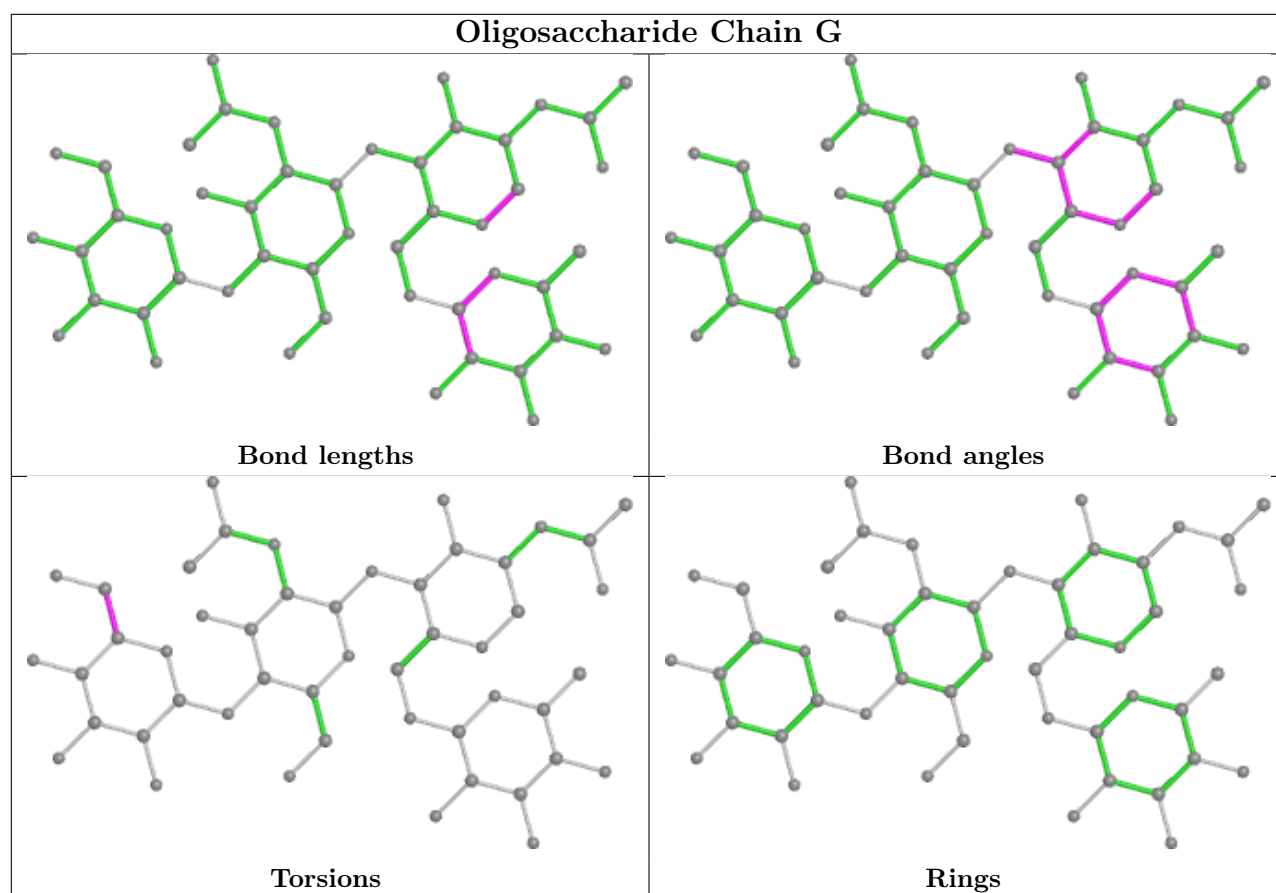 Oligosaccharide Chain G
Bond lengths
Bond angles
Torsions
Rings